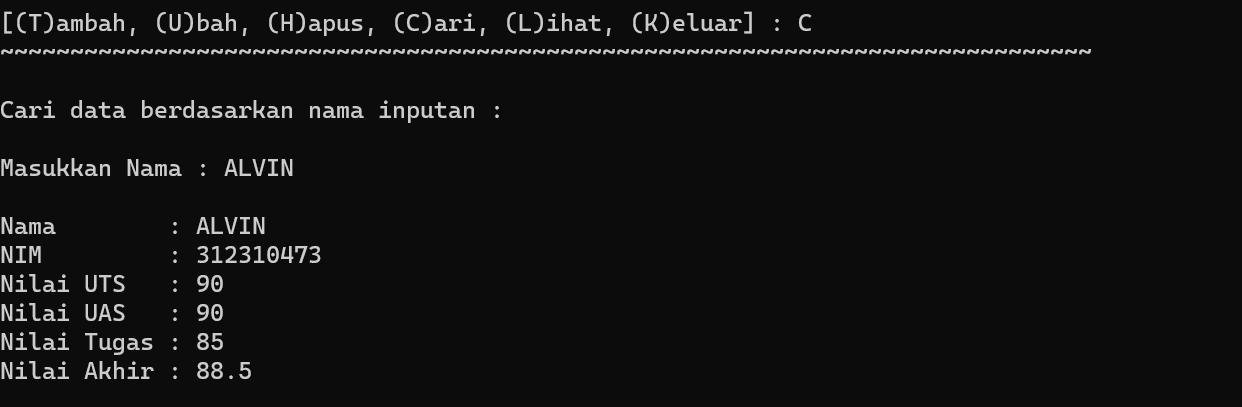 [(T)ambah, (U)bah, (H)apus, (C)ari, (L)ihat, (K)eluar] : C
~~~~~~~~~~~~~~~~~~~~~~~~~~~~~~~~~~~~~~~~~~~~~~~~~~~~~~~~~~~~~~~~~~~~~~~~~~~~~~
Cari data berdasarkan nama inputan :
Masukkan Nama : ALVIN
Nama        : ALVIN
NIM         : 312310473
Nilai UTS   : 90
Nilai UAS   : 90
Nilai Tugas : 85
Nilai Akhir : 88.5